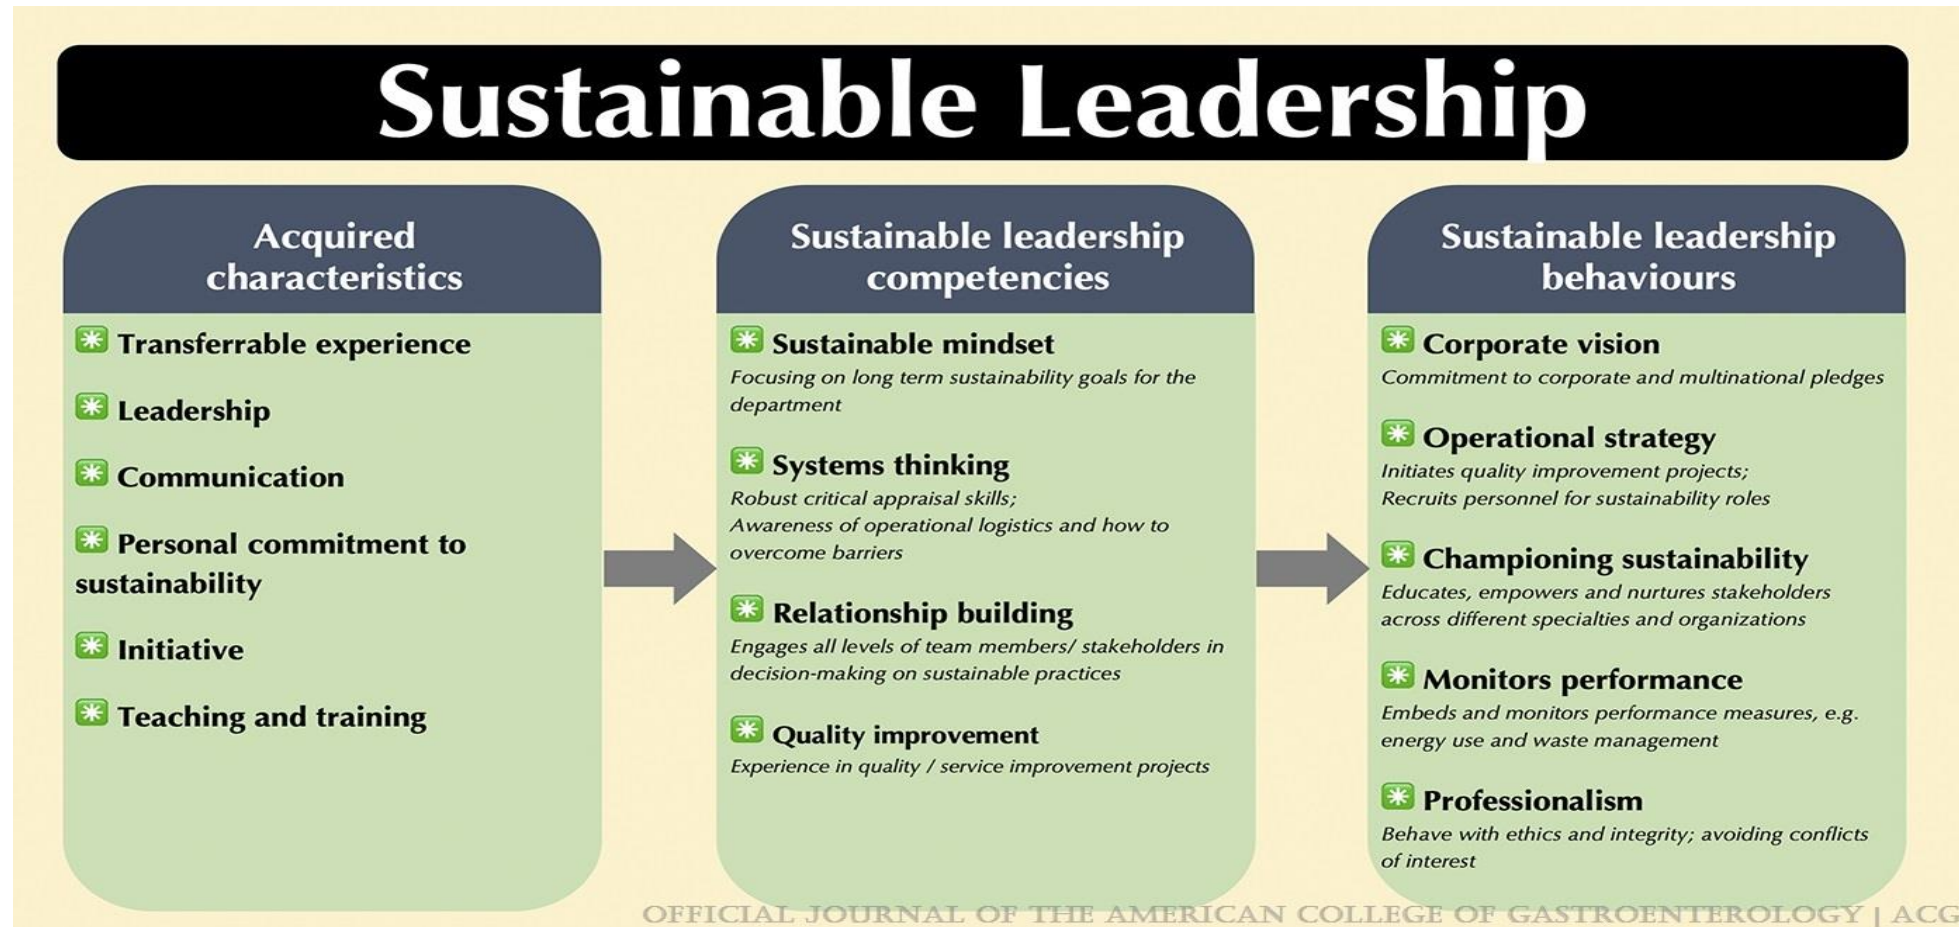 Sustainable Leadership
Acquired
characteristics
Transferrable experience
Leadership
Communication
Personal commitment to
sustainability
Initiative
Teaching and training
Sustainable leadership
competencies
Sustainable mindset
Focusing on long term sustainability goals for the
department
Systems thinking
Robust critical appraisal skills;
Awareness of operational logistics and how to
overcome barriers
Relationship building
Engages all levels of team members/ stakeholders in
decision-making on sustainable practices
Quality improvement
Experience in quality / service improvement projects
Sustainable leadership
behaviours
Corporate vision
Commitment to corporate and multinational pledges
Operational strategy
Initiates quality improvement projects;
Recruits personnel for sustainability roles
Championing sustainability
Educates, empowers and nurtures stakeholders
across different specialties and organizations
Monitors performance
Embeds and monitors performance measures, e.g.
energy use and waste management
Professionalism
Behave with ethics and integrity; avoiding conflicts
of interest
OFFICIAL JOURNAL OF THE AMERICAN COLLEGE OF GASTROENTEROLOGY | ACG